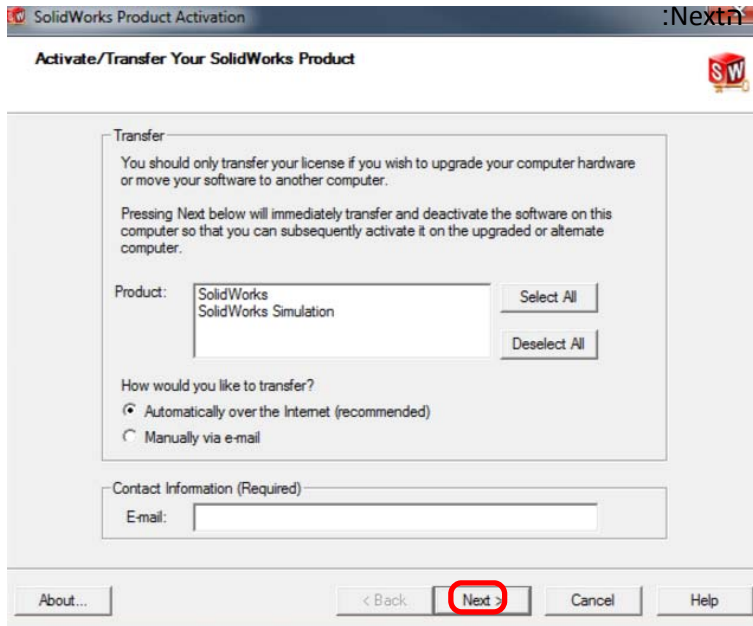 SolidWorks Product Activation
הNext:
Activate/Transfer Your SolidWorks Product
SW
Transfer
You should only transfer your license if you wish to upgrade your computer hardware
or move your software to another computer.
Pressing Next below will immediately transfer and deactivate the software on this
computer so that you can subsequently activate it on the upgraded or alternate
computer.
Product:
SolidWorks
SolidWorks Simulation
Select All
Deselect All
How would you like to transfer?
Automatically over the Internet (recommended)
Manually via e-mail
Contact Information (Required)
E-mail:
About...
< Back
Next >
Cancel
Help